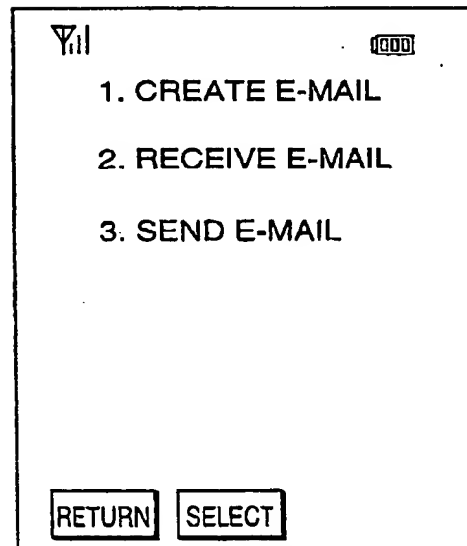 1. CREATE E-MAIL
2. RECEIVE E-MAIL
3. SEND E-MAIL
RETURN SELECT